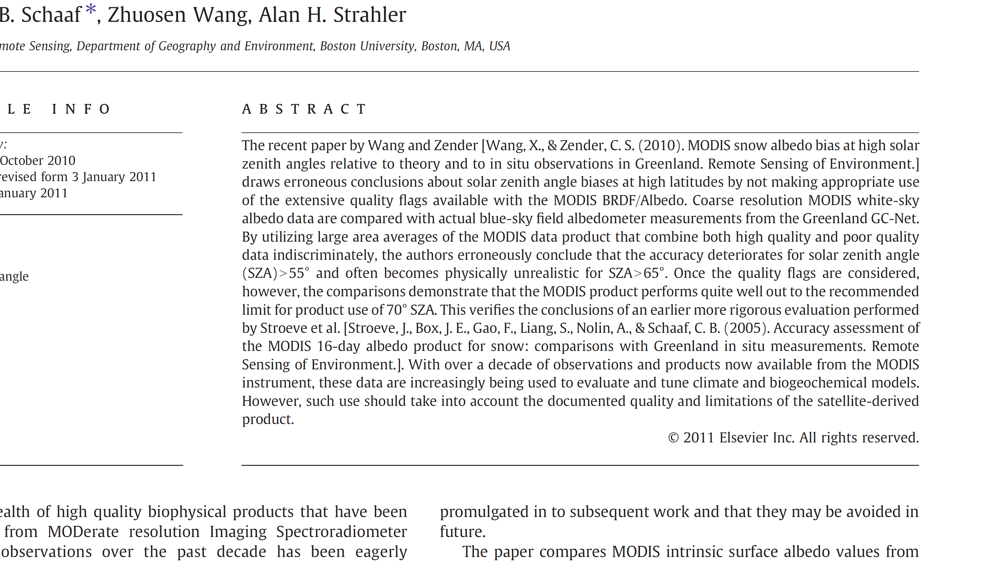 B. Schaaf *, Zhuosen Wang, Alan H. Strahler
mote Sensing, Department of Geography and Environment, Boston University, Boston, MA, USA
L E I N F O
y:
October 2010
revised form 3 January 2011
anuary 2011
angle
A B S T R A C T
The recent paper by Wang and Zender [Wang, X., & Zender, C. S. (2010). MODIS snow albedo bias at high solar
zenith angles relative to theory and to in situ observations in Greenland. Remote Sensing of Environment.]
draws erroneous conclusions about solar zenith angle biases at high latitudes by not making appropriate use
of the extensive quality flags available with the MODIS BRDF/Albedo. Coarse resolution MODIS white-sky
albedo data are compared with actual blue-sky field albedometer measurements from the Greenland GC-Net.
By utilizing large area averages of the MODIS data product that combine both high quality and poor quality
data indiscriminately, the authors erroneously conclude that the accuracy deteriorates for solar zenith angle
(SZA)>55° and often becomes physically unrealistic for SZA>65°. Once the quality flags are considered,
however, the comparisons demonstrate that the MODIS product performs quite well out to the recommended
limit for product use of 70° SZA. This verifies the conclusions of an earlier more rigorous evaluation performed
by Stroeve et al. [Stroeve, J., Box, J. E., Gao, F., Liang, S., Nolin, A., & Schaaf, C. B. (2005). Accuracy assessment of
the MODIS 16-day albedo product for snow: comparisons with Greenland in situ measurements. Remote
Sensing of Environment.]. With over a decade of observations and products now available from the MODIS
instrument, these data are increasingly being used to evaluate and tune climate and biogeochemical models.
However, such use should take into account the documented quality and limitations of the satellite-derived
product.
© 2011 Elsevier Inc. All rights reserved.
ealth of high quality biophysical products that have been
from MODerate resolution Imaging Spectroradiometer
observations over the past decade has been eagerly
promulgated in to subsequent work and that they may be avoided in
future.
The paper compares MODIS intrinsic surface albedo values from